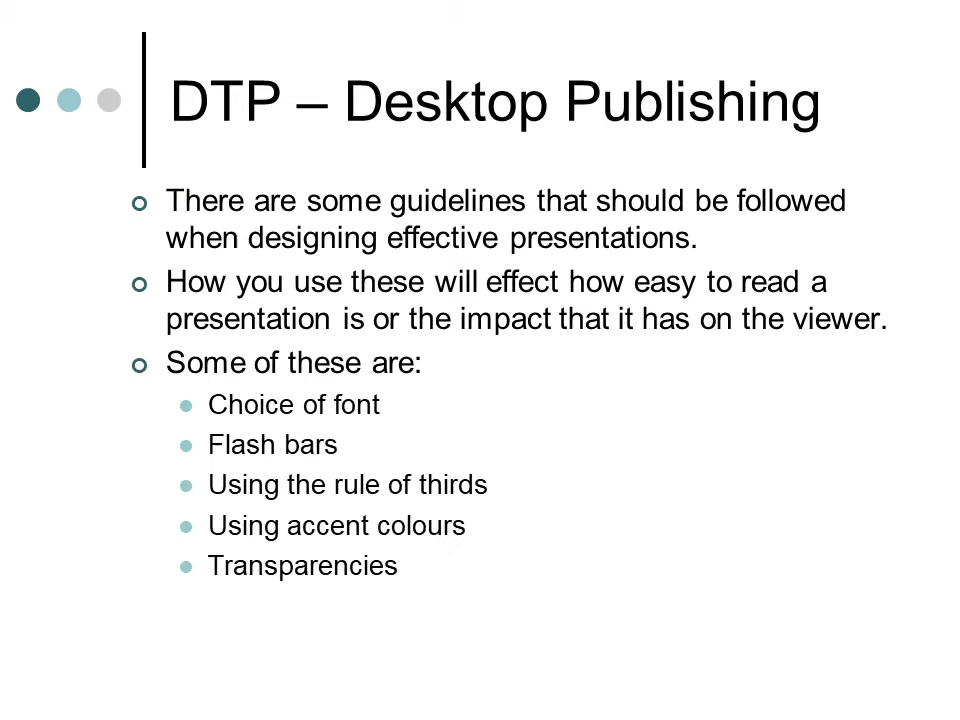 DTP – Desktop Publishing
There are some guidelines that should be followed
when designing effective presentations.
How you use these will effect how easy to read a
presentation is or the impact that it has on the viewer.
Some of these are:
Choice of font
Flash bars
Using the rule of thirds
Using accent colours
Transparencies